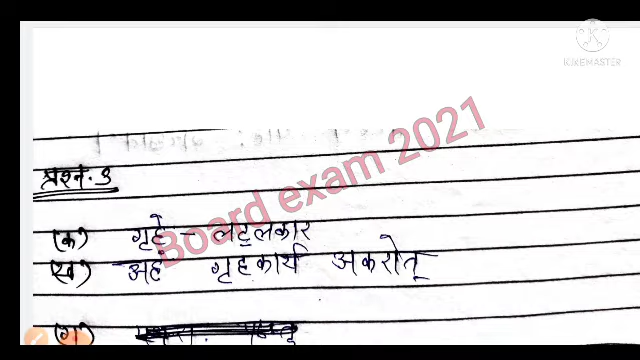 KINEMASTER
प्रश्न.3
Board exam 2021
(क) गृहे - लट्लकार
(ख) अहं गृहकार्य अकरोत्
(ग)